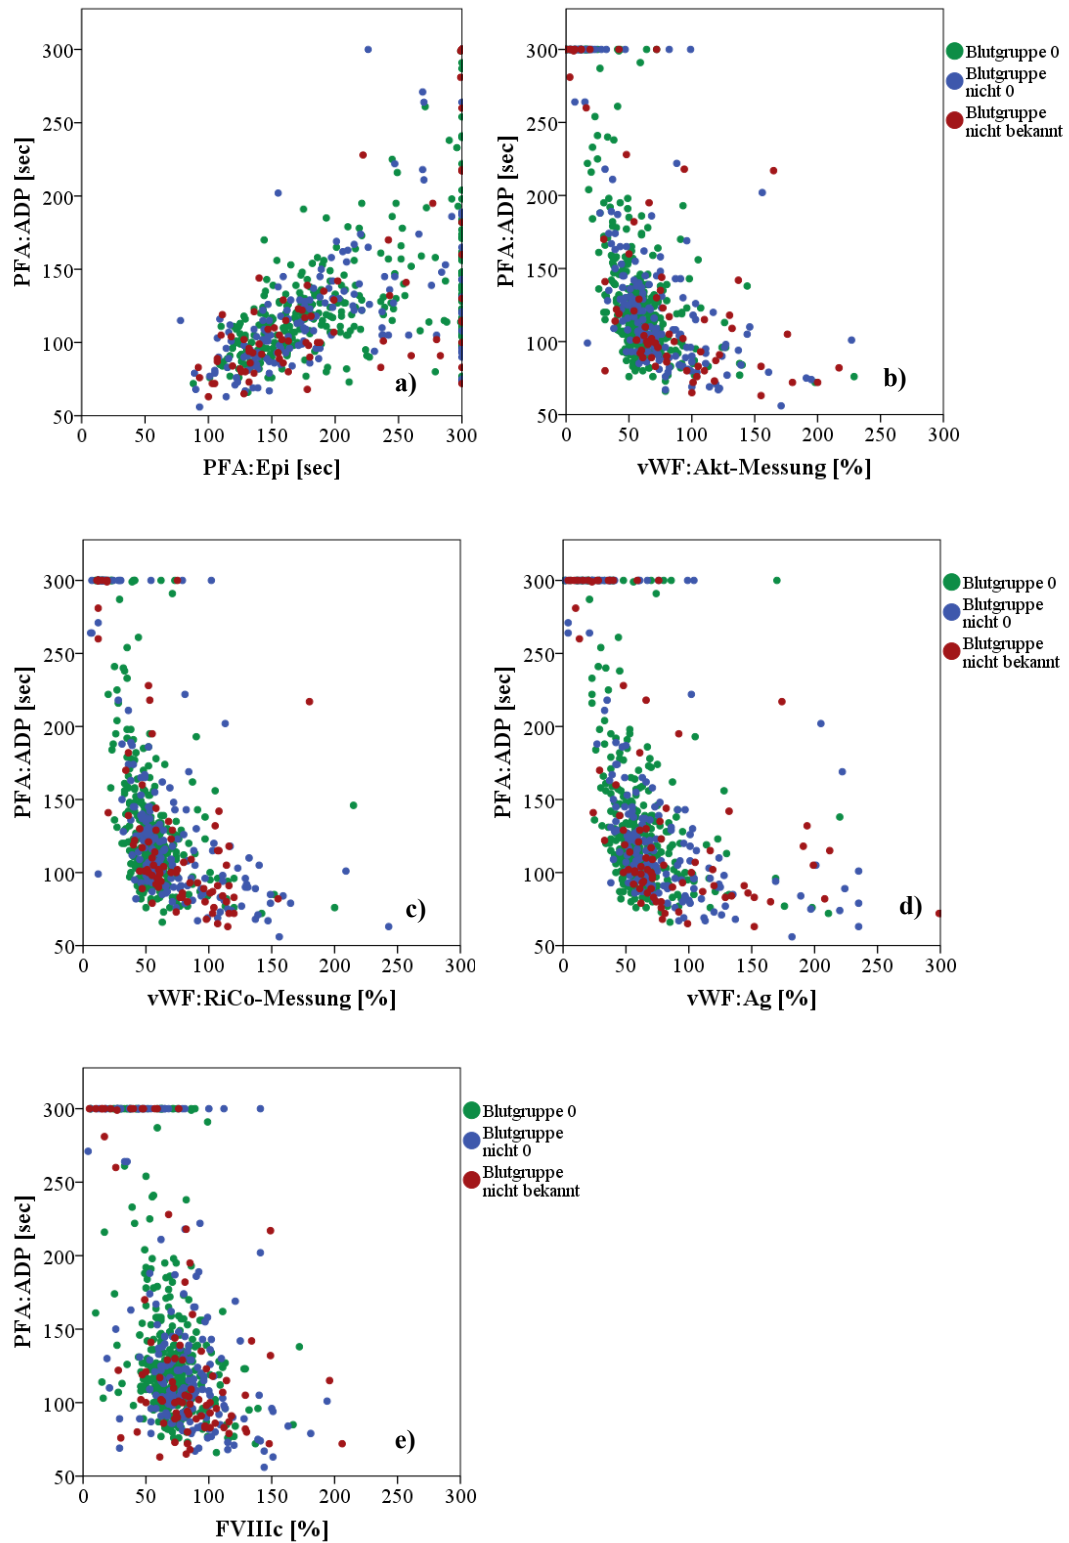 300
250
200
150
100
50
0 50 100 150 200 250 300
PFA:ADP [sec]
PFA:Epi [sec]
a)
300
250
200
150
100
50
0 50 100 150 200 250 300
PFA:ADP [sec]
vWF:Akt-Messung [%]
b)
Blutgruppe 0
Blutgruppe
nicht 0
Blutgruppe
nicht bekannt
300
250
200
150
100
50
0 50 100 150 200 250 300
PFA:ADP [sec]
vWF:RiCo-Messung [%]
c)
300
250
200
150
100
50
0 50 100 150 200 250 300
PFA:ADP [sec]
vWF:Ag [%]
d)
Blutgruppe 0
Blutgruppe
nicht 0
Blutgruppe
nicht bekannt
300
250
200
150
100
50
0 50 100 150 200 250 300
PFA:ADP [sec]
FVIIIc [%]
e)
Blutgruppe 0
Blutgruppe
nicht 0
Blutgruppe
nicht bekannt